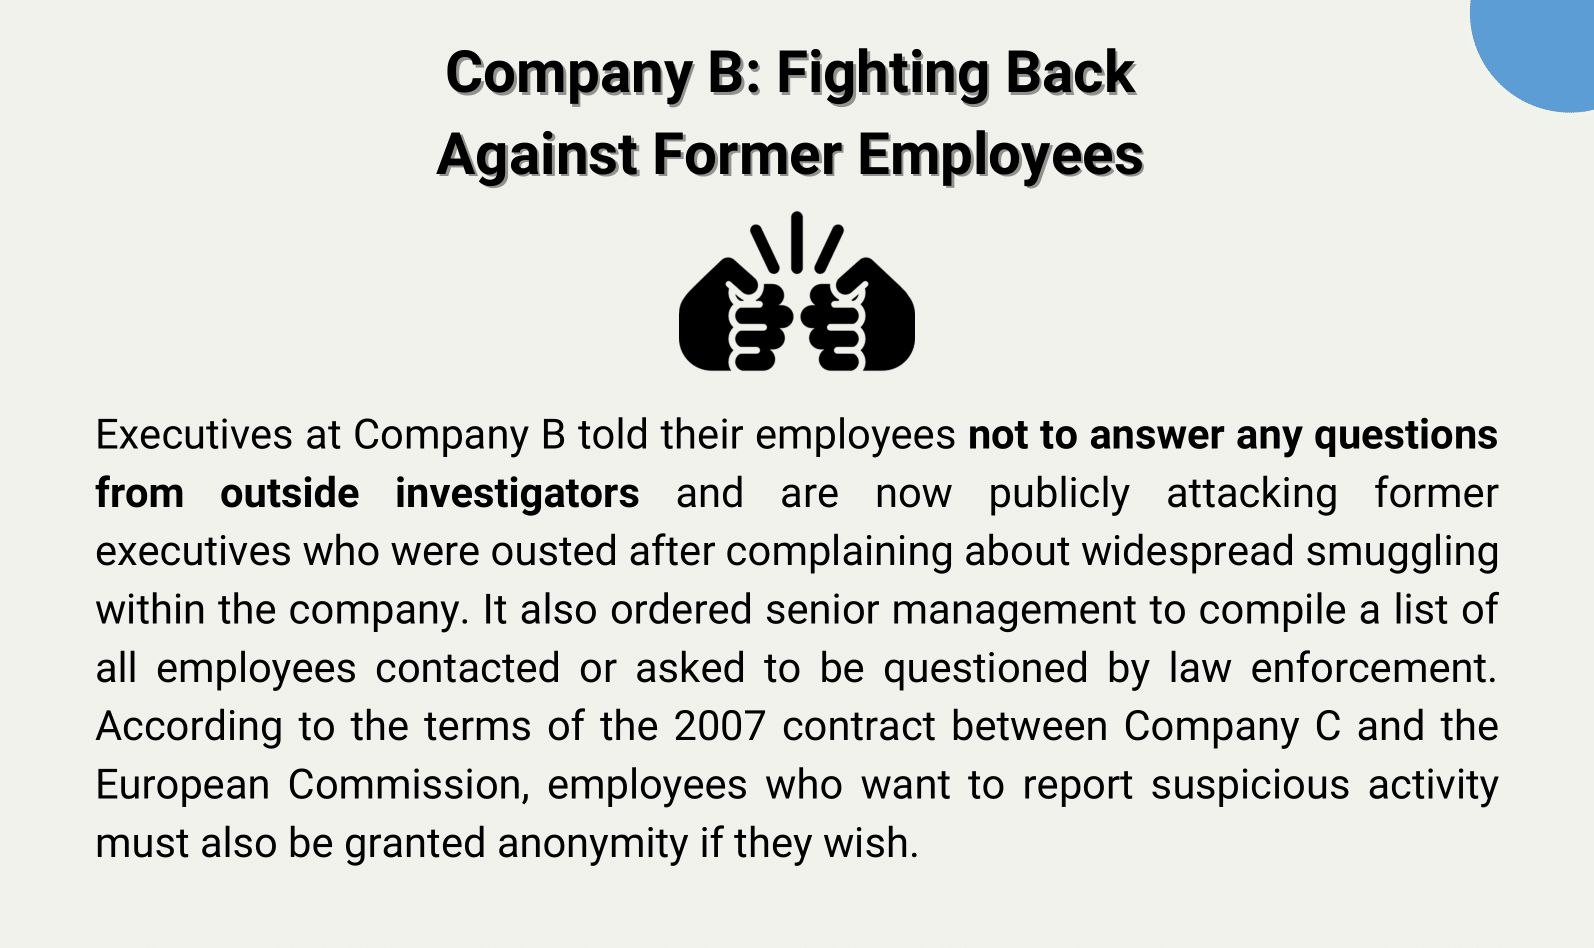 Company B: Fighting Back
Against Former Employees
Executives at Company B told their employees not to answer any questions
from outside investigators and are now publicly attacking former
executives who were ousted after complaining about widespread smuggling
within the company. It also ordered senior management to compile a list of
all employees contacted or asked to be questioned by law enforcement.
According to the terms of the 2007 contract between Company C and the
European Commission, employees who want to report suspicious activity
must also be granted anonymity if they wish.